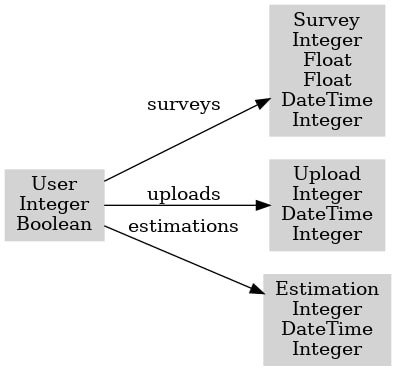 User
Integer
Boolean
surveys
uploads
estimations
Survey
Integer
Float
Float
DateTime
Integer
Upload
Integer
DateTime
Integer
Estimation
Integer
DateTime
Integer